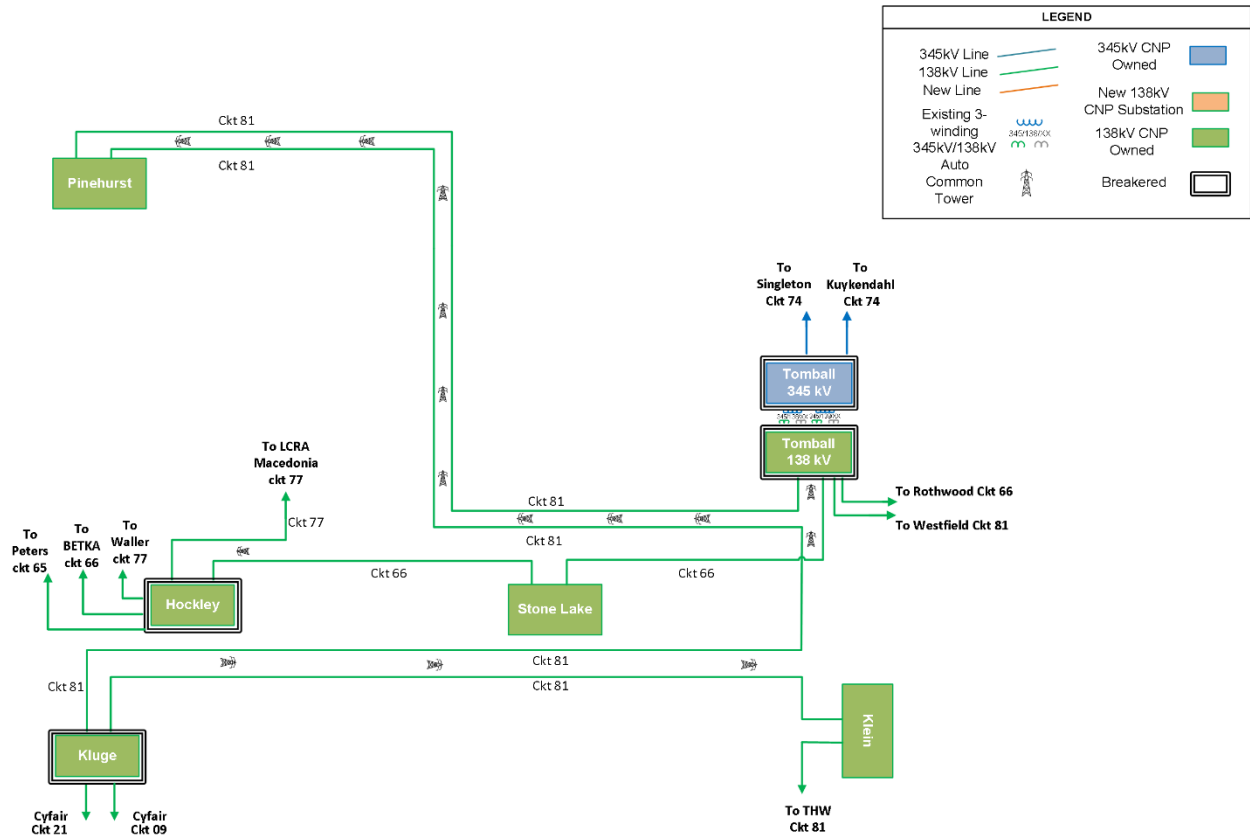 LEGEND
345kV Line
138kV Line
New Line
Existing 3-
winding
345kV/138kV
Auto
Common
Tower
345/138/XX
345kV CNP
Owned
New 138kV
CNP Substation
138kV CNP
Owned
Breakered
Ckt 81
Ckt 81
Pinehurst
To
Singleton
Ckt 74
To
Kuykendahl
Ckt 74
Tomball
345 kV
Tomball
138 kV
To Rothwood Ckt 66
To Westfield Ckt 81
Ckt 81
Ckt 81
To LCRA
Macedonia
ckt 77
Ckt 77
To
Peters
ckt 65
To
BETKA
ckt 66
To
Waller
ckt 77
Hockley
Ckt 66
Stone Lake
Ckt 66
Ckt 81
Ckt 81
Ckt 81
Kluge
Klein
Cyfair
Ckt 21
Cyfair
Ckt 09
To THW
Ckt 81